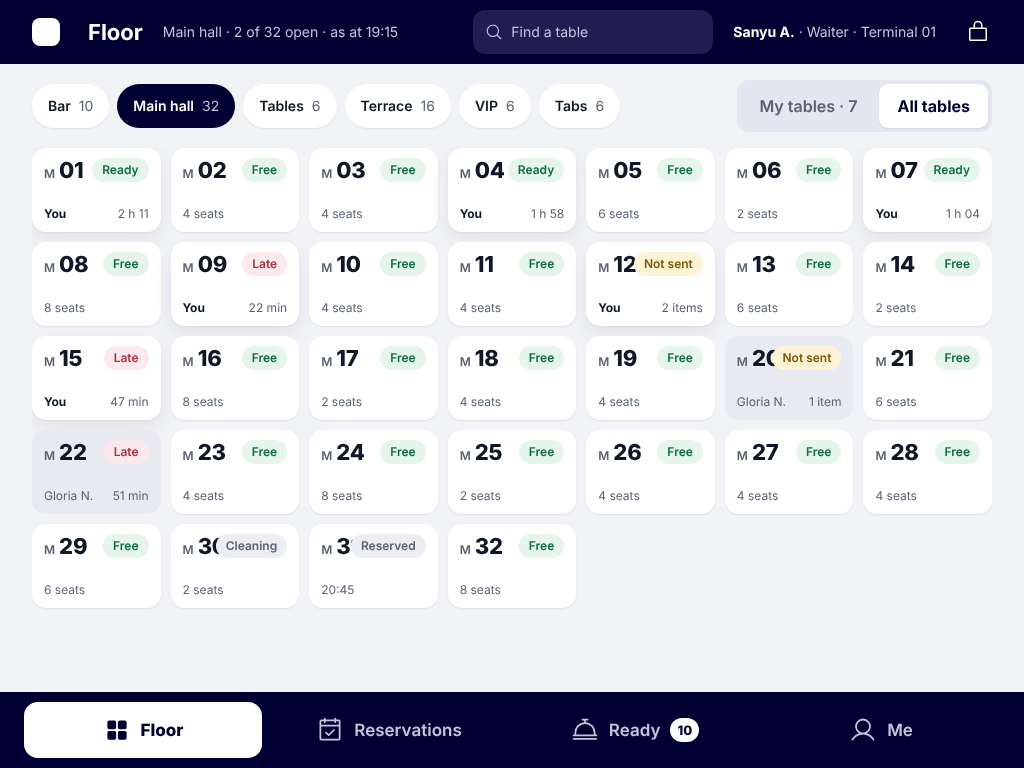 Floor
Main hall · 2 of 32 open · as at 19:15
Find a table
Sanyu A. · Waiter · Terminal 01
Bar 10
Main hall 32
Tables 6
Terrace 16
VIP 6
Tabs 6
My tables · 7
All tables
M 01 Ready
You 2 h 11
M 02 Free
4 seats
M 03 Free
4 seats
M 04 Ready
You 1 h 58
M 05 Free
6 seats
M 06 Free
2 seats
M 07 Ready
You 1 h 04
M 08 Free
8 seats
M 09 Late
You 22 min
M 10 Free
4 seats
M 11 Free
4 seats
M 12 Not sent
You 2 items
M 13 Free
6 seats
M 14 Free
2 seats
M 15 Late
You 47 min
M 16 Free
8 seats
M 17 Free
2 seats
M 18 Free
4 seats
M 19 Free
4 seats
M 20 Not sent
Gloria N. 1 item
M 21 Free
6 seats
M 22 Late
Gloria N. 51 min
M 23 Free
4 seats
M 24 Free
8 seats
M 25 Free
2 seats
M 26 Free
4 seats
M 27 Free
4 seats
M 28 Free
4 seats
M 29 Free
6 seats
M 30 Cleaning
2 seats
M 3 Reserved
20:45
M 32 Free
8 seats
Floor
Reservations
Ready 10
Me